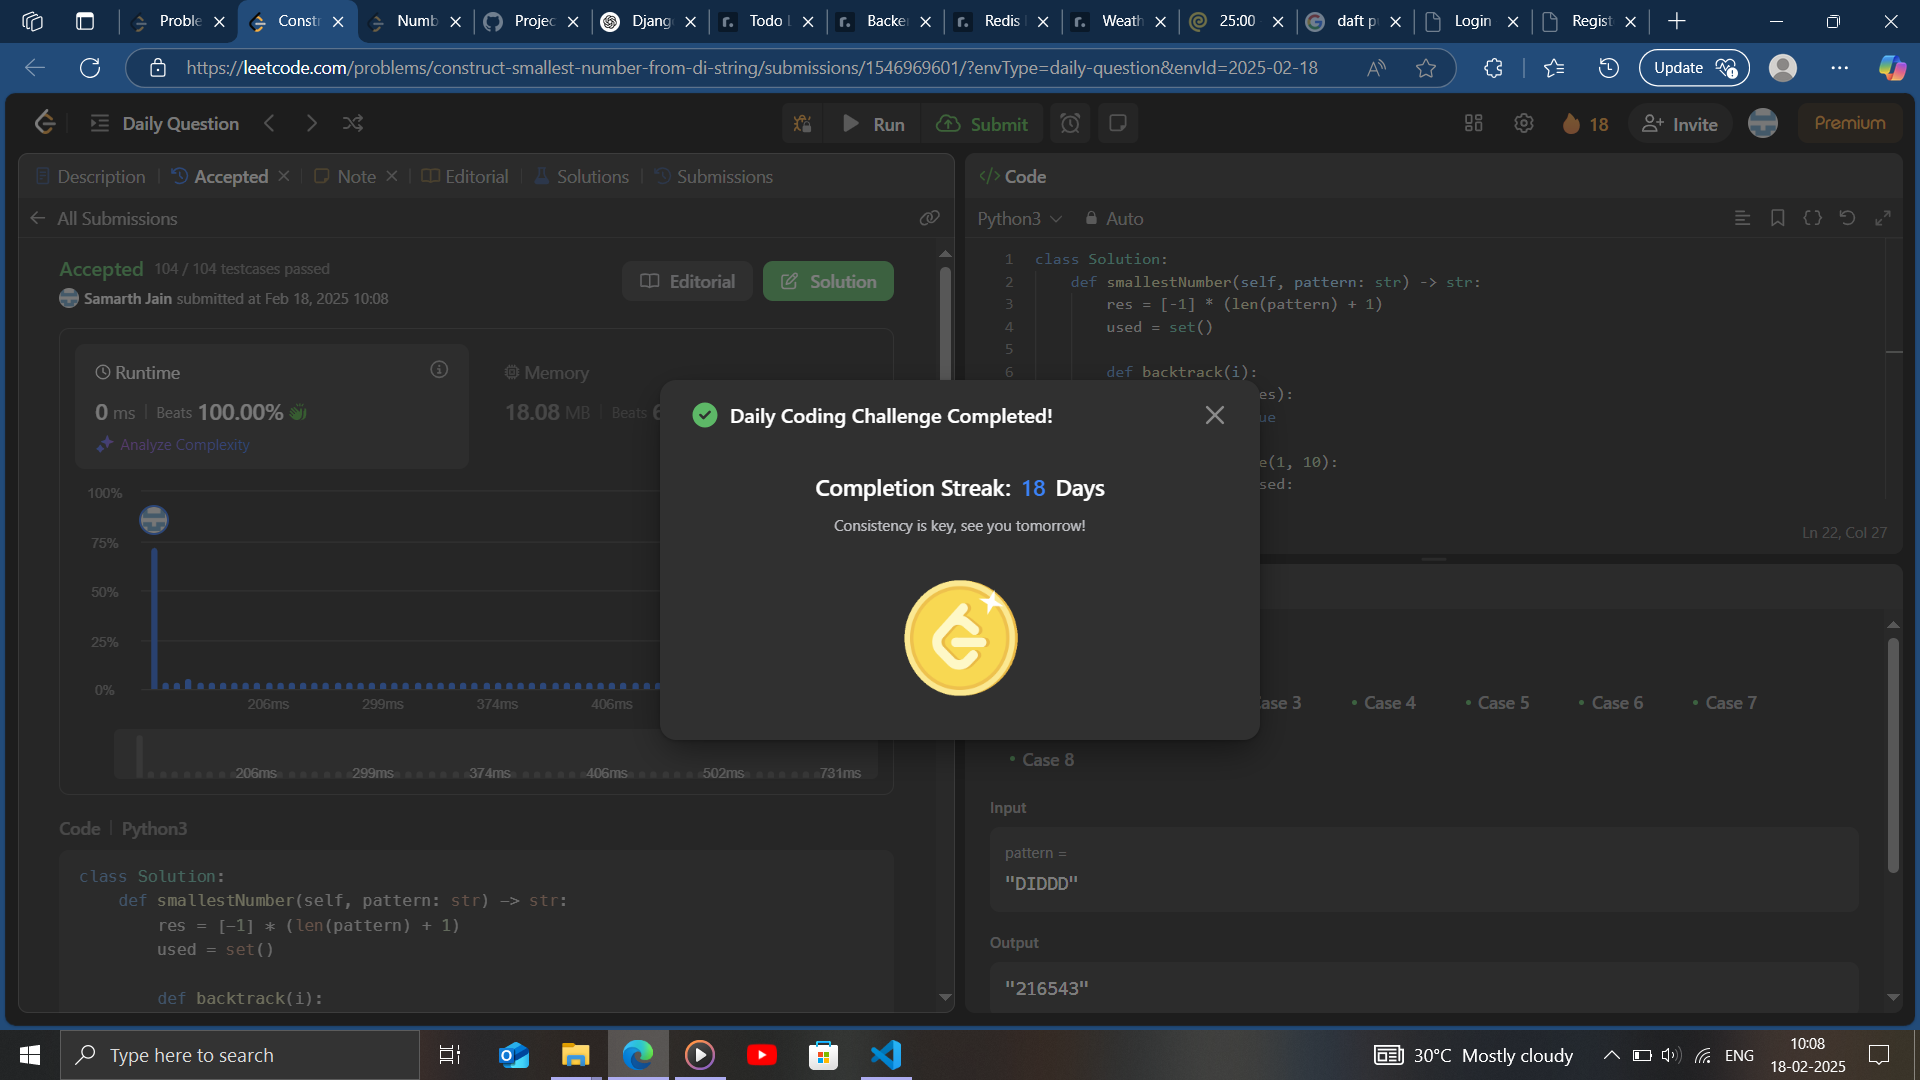 Proble
Constr
Numb
Projec
Djang
Todo L
Backer
Redis
Weath
25:00
daft p
Login
Regist
https://leetcode.com/problems/construct-smallest-number-from-di-string/submissions/1546969601/?envType=daily-question&envId=2025-02-18
Update
Daily Question
Run
Submit
18
Invite
Premium
Description
Accepted
Note
Editorial
Solutions
Submissions
All Submissions
Accepted 104 / 104 testcases passed
Samarth Jain submitted at Feb 18, 2025 10:08
Editorial
Solution
Runtime
0 ms | Beats 100.00%
Analyze Complexity
Memory
18.08 MB | Beats
100%
75%
50%
25%
0%
206ms 299ms 374ms 406ms
206ms 299ms 374ms 406ms 502ms 731ms
Code | Python3
class Solution:
def smallestNumber(self, pattern: str) -> str:
res = [-1] * (len(pattern) + 1)
used = set()
def backtrack(i):
</> Code
Python3
Auto
1 class Solution:
2 def smallestNumber(self, pattern: str) -> str:
3 res = [-1] * (len(pattern) + 1)
4 used = set()
5
6 def backtrack(i):
es):
ue
e(1, 10):
sed:
Ln 22, Col 27
Daily Coding Challenge Completed!
Completion Streak: 18 Days
Consistency is key, see you tomorrow!
ase 3 • Case 4 • Case 5 • Case 6 • Case 7
• Case 8
Input
pattern =
"DIDDD"
Output
"216543"
Type here to search
30°C Mostly cloudy
ENG
10:08
18-02-2025